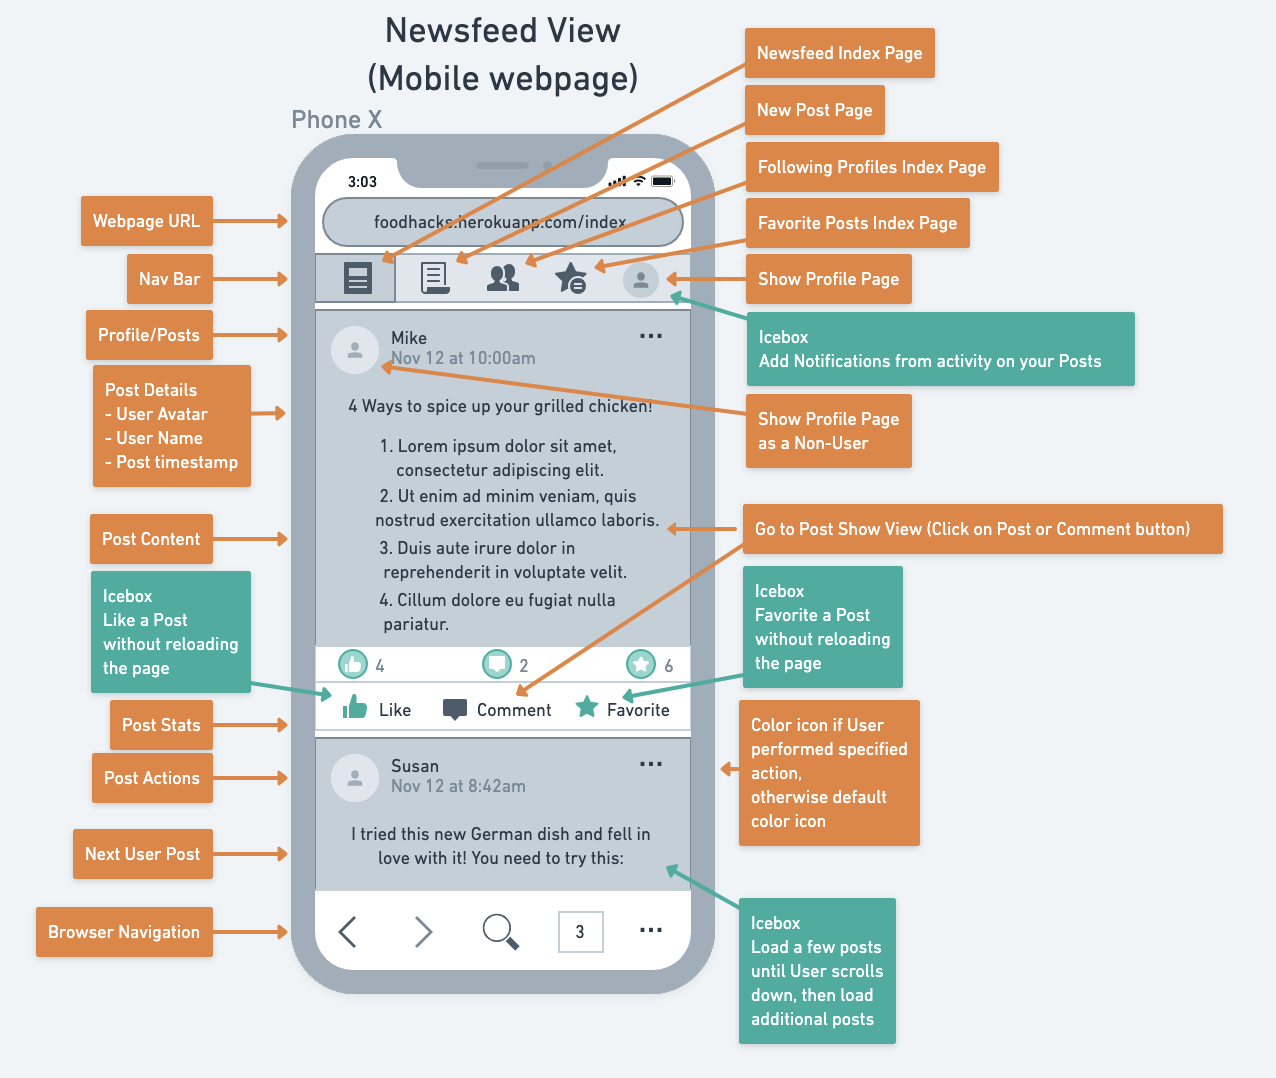 Newsfeed View
(Mobile webpage)
Phone X
3:03
foodhacks.herokuapp.com/index
Mike
Nov 12 at 10:00am
...
4 Ways to spice up your grilled chicken!
1. Lorem ipsum dolor sit amet,
consectetur adipiscing elit.
2. Ut enim ad minim veniam, quis
nostrud exercitation ullamco laboris.
3. Duis aute irure dolor in
reprehenderit in voluptate velit.
4. Cillum dolore eu fugiat nulla
pariatur.
4
2
6
Like
Comment
Favorite
Susan
Nov 12 at 8:42am
...
I tried this new German dish and fell in
love with it! You need to try this:
3
...
Webpage URL
Nav Bar
Profile/Posts
Post Details
- User Avatar
- User Name
- Post timestamp
Post Content
Icebox
Like a Post
without reloading
the page
Post Stats
Post Actions
Next User Post
Browser Navigation
Newsfeed Index Page
New Post Page
Following Profiles Index Page
Favorite Posts Index Page
Show Profile Page
Icebox
Add Notifications from activity on your Posts
Show Profile Page
as a Non-User
Go to Post Show View (Click on Post or Comment button)
Icebox
Favorite a Post
without reloading
the page
Color icon if User
performed specified
action,
otherwise default
color icon
Icebox
Load a few posts
until User scrolls
down, then load
additional posts